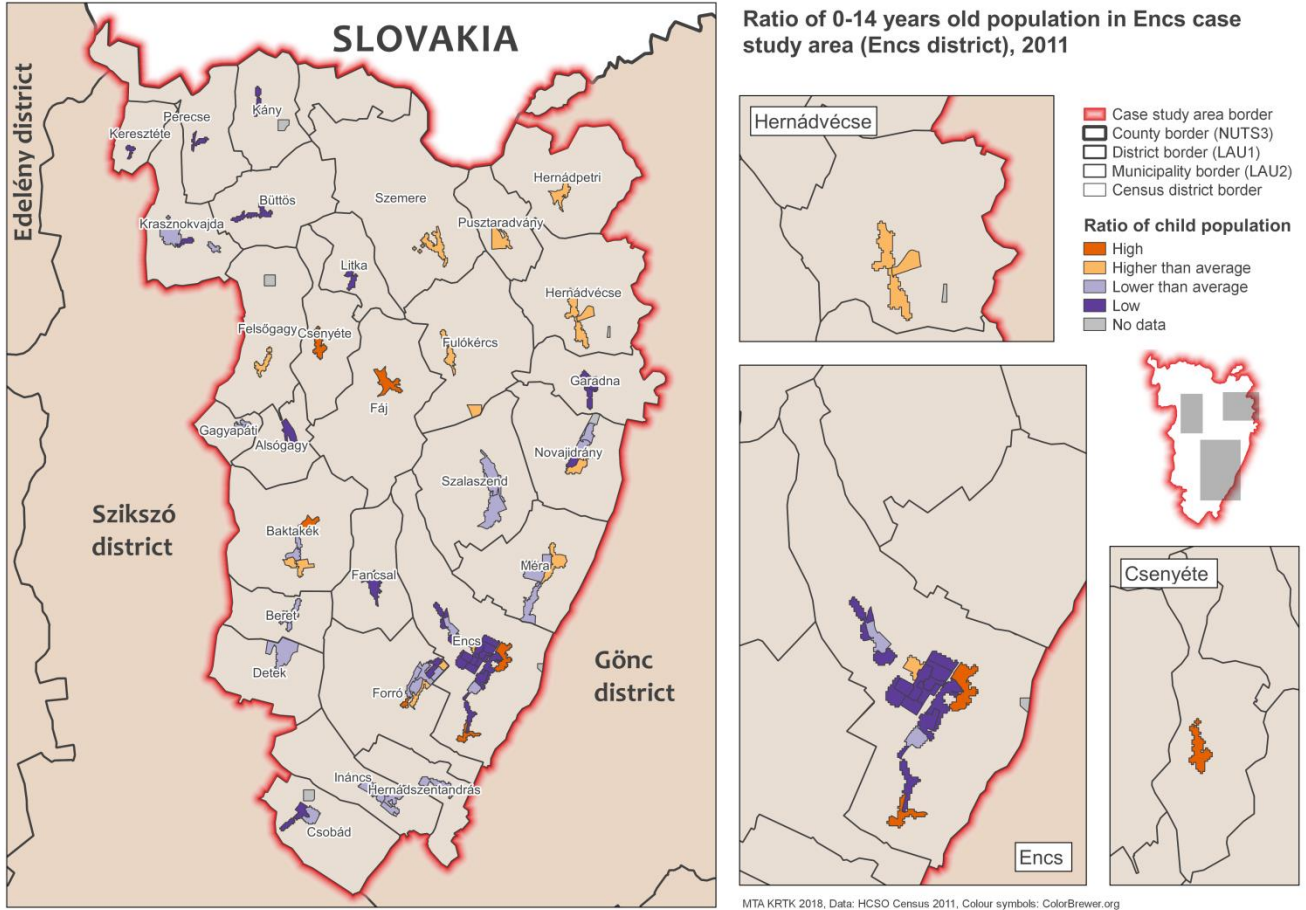 SLOVAKIA
Edelény district
Kány
Perecse
Keresztéte
Hernádpetri
Büttös
Szemere
Pusztaradvány
Krasznokvajda
Litka
Hernádvécse
Felsőgagy
Csenyéte
Fulókércs
Garadna
Fáj
Gagyapáti
Alsógagy
Novajidrány
Szalaszend
Szikszó
district
Baktakék
Méra
Fancsal
Beret
Encs
Detek
Gönc
district
Forró
Ináncs
Hernádszentandrás
Csobád
Ratio of 0-14 years old population in Encs case
study area (Encs district), 2011
Hernádvécse
Case study area border
County border (NUTS3)
District border (LAU1)
Municipality border (LAU2)
Census district border
Ratio of child population
High
Higher than average
Lower than average
Low
No data
Csenyéte
Encs
MTA KRTK 2018, Data: HCSO Census 2011, Colour symbols: ColorBrewer.org